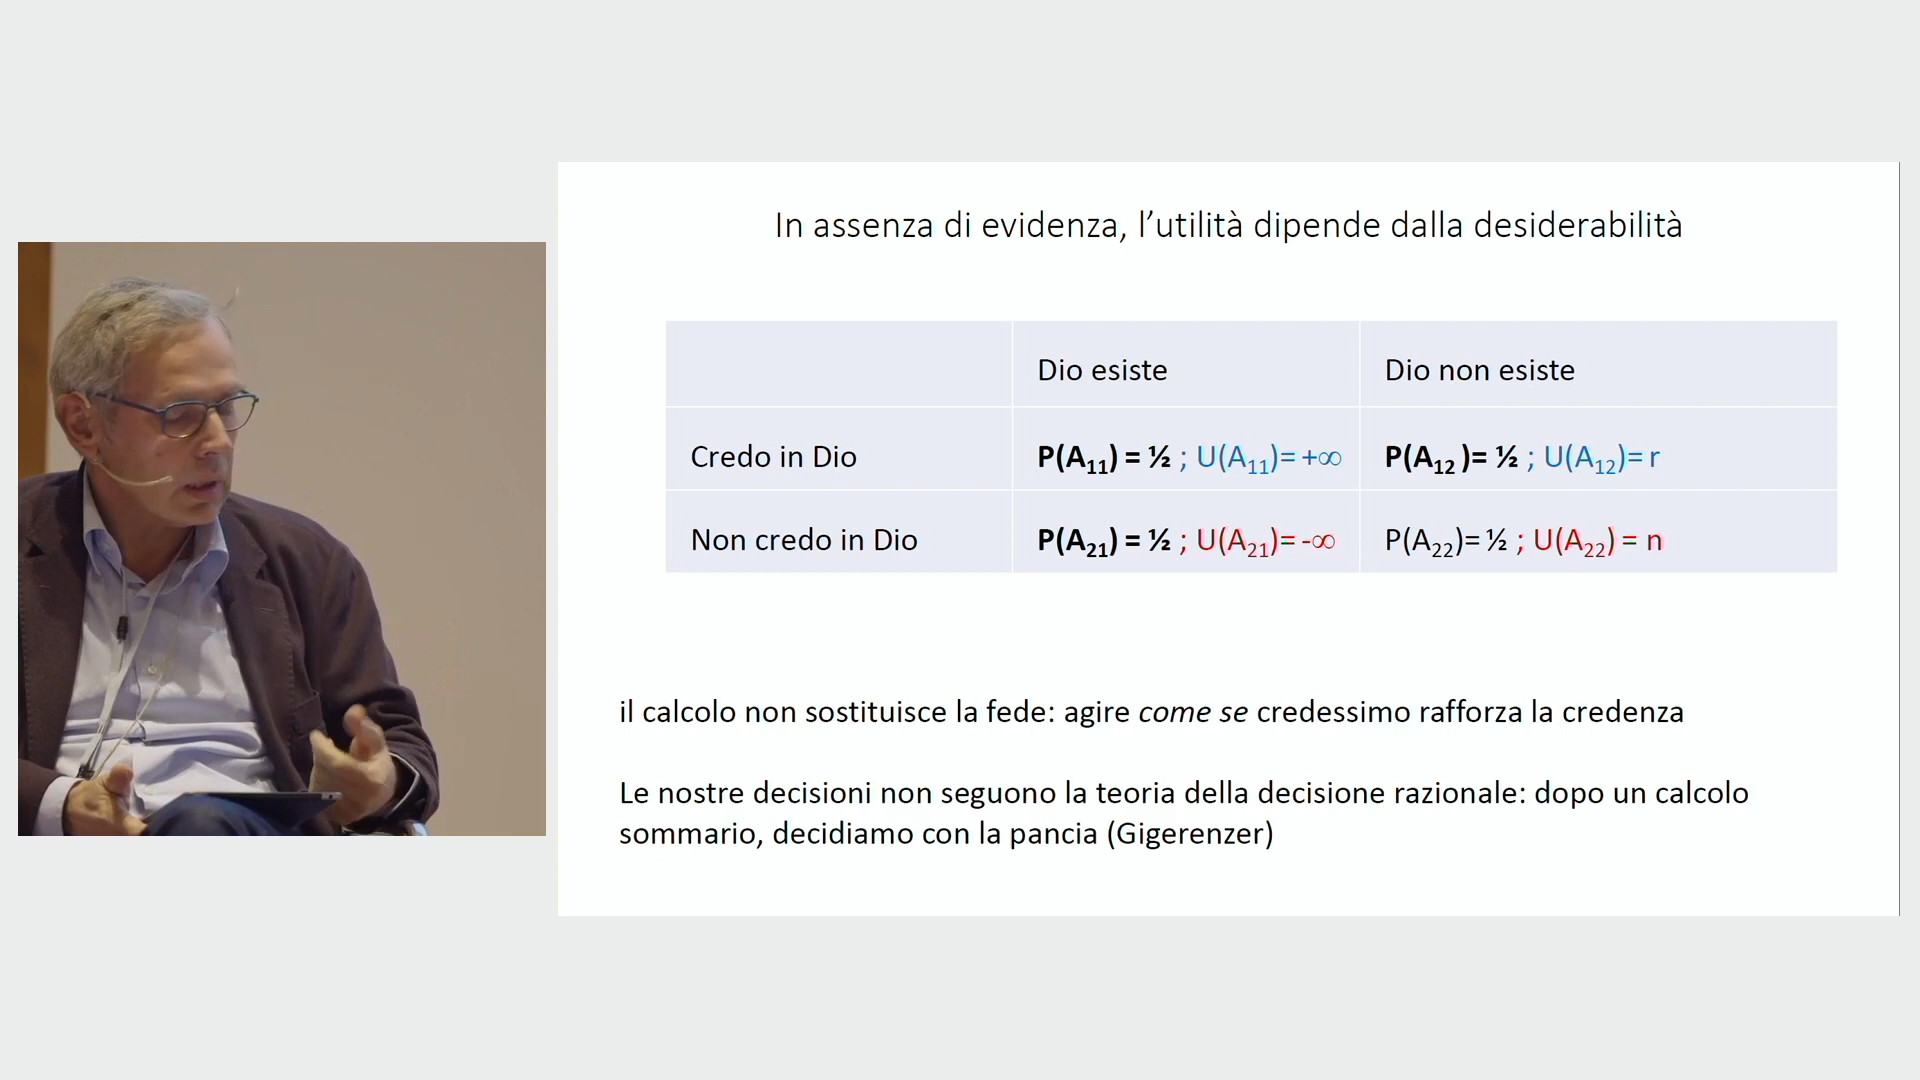 In assenza di evidenza, l’utilità dipende dalla desiderabilità
Dio esiste
Dio non esiste
Credo in Dio
P(A11) = ½ ; U(A11)= +∞
P(A12 )= ½ ; U(A12)= r
Non credo in Dio
P(A21) = ½ ; U(A21)= -∞
P(A22)= ½ ; U(A22) = n
il calcolo non sostituisce la fede: agire come se credessimo rafforza la credenza
Le nostre decisioni non seguono la teoria della decisione razionale: dopo un calcolo
sommario, decidiamo con la pancia (Gigerenzer)